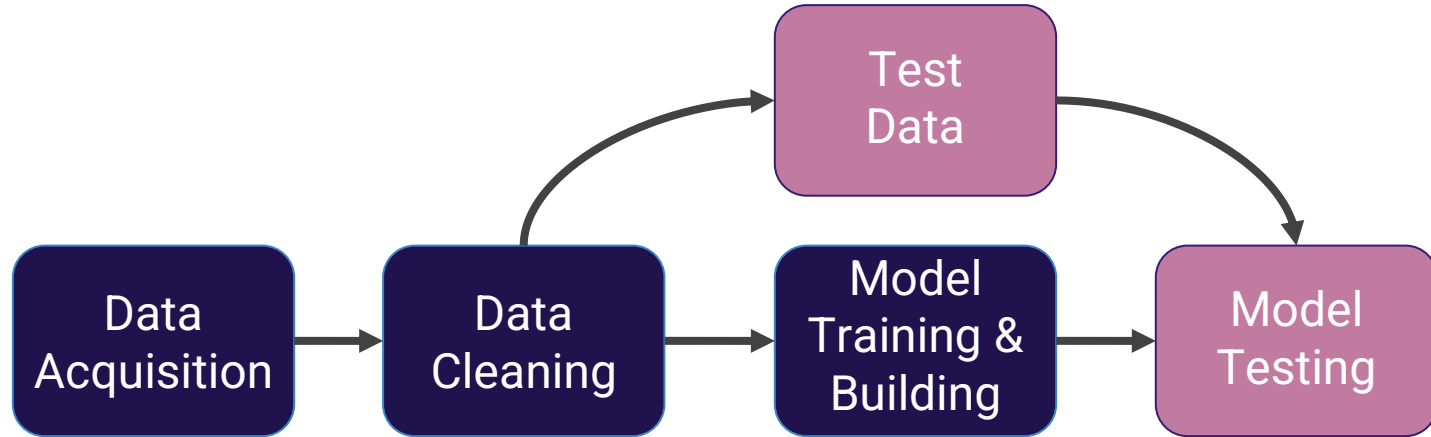 Test
Data
Data
Acquisition
Data
Cleaning
Model
Training &
Building
Model
Testing